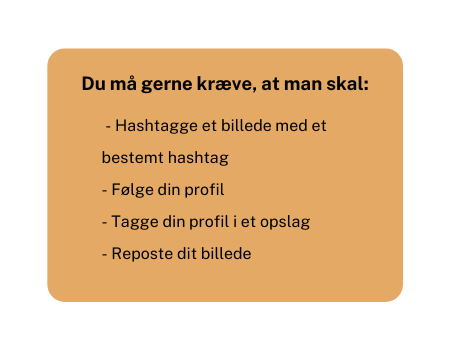 Du må gerne kræve, at man skal:
- Hashtagge et billede med et
bestemt hashtag
- Følge din profil
- Tagge din profil i et opslag
- Reposte dit billede